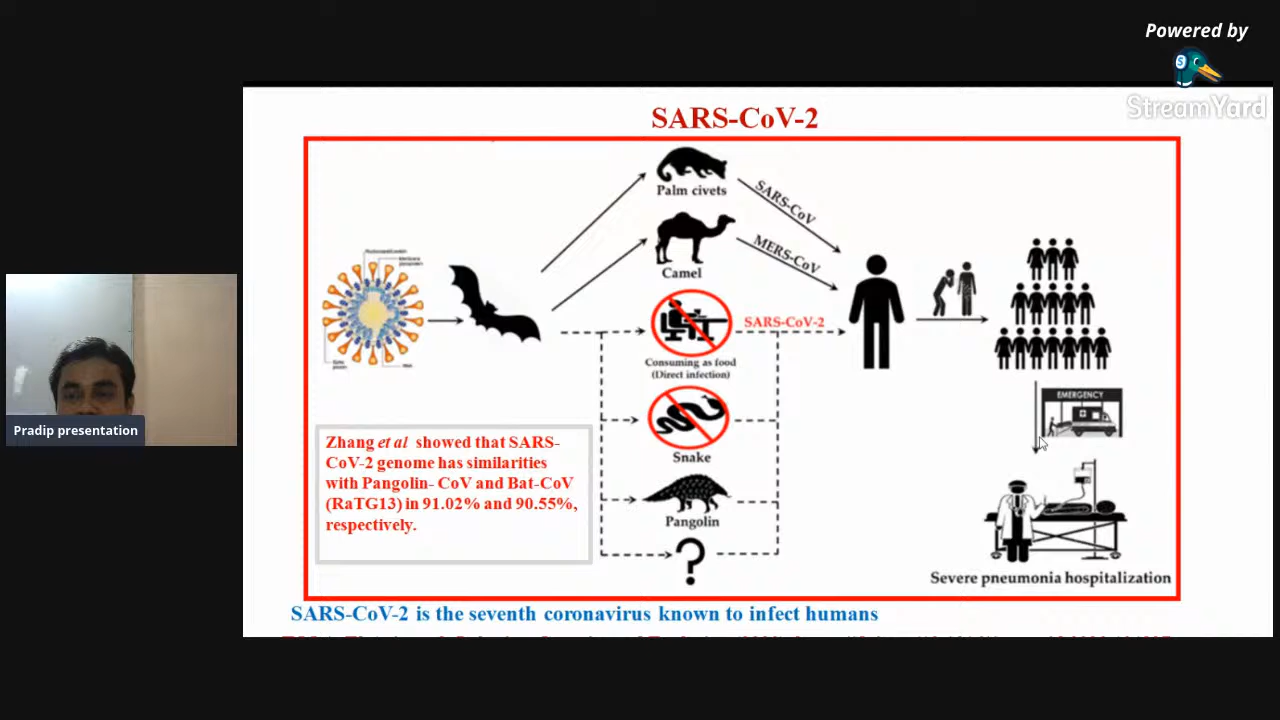 Powered by
StreamYard
SARS-CoV-2
Palm civets
SARS-CoV
Camel
MERS-CoV
SARS-CoV-2
Consuming as food
(Direct infection)
EMERGENCY
Snake
Pangolin
?
Severe pneumonia hospitalization
Pradip presentation
Zhang et al showed that SARS-
CoV-2 genome has similarities
with Pangolin- CoV and Bat-CoV
(RaTG13) in 91.02% and 90.55%,
respectively.
SARS-CoV-2 is the seventh coronavirus known to infect humans